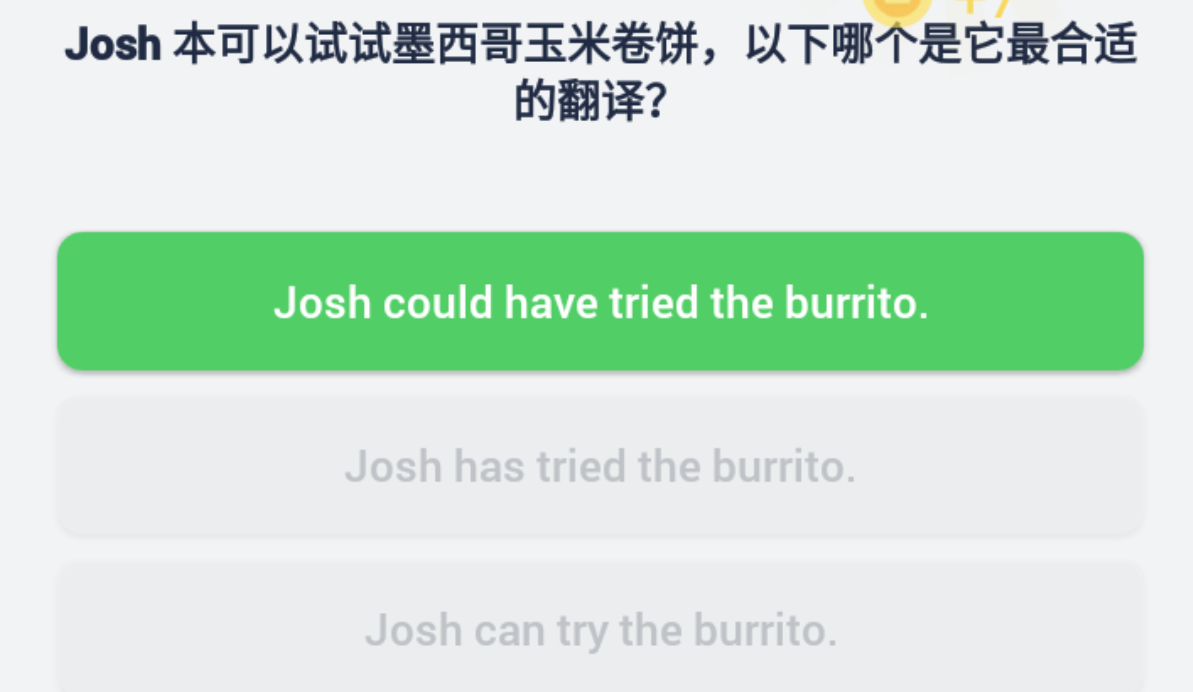 Josh 本可以试试墨西哥玉米卷饼，以下哪个是它最合适
的翻译？
Josh could have tried the burrito.
Josh has tried the burrito.
Josh can try the burrito.